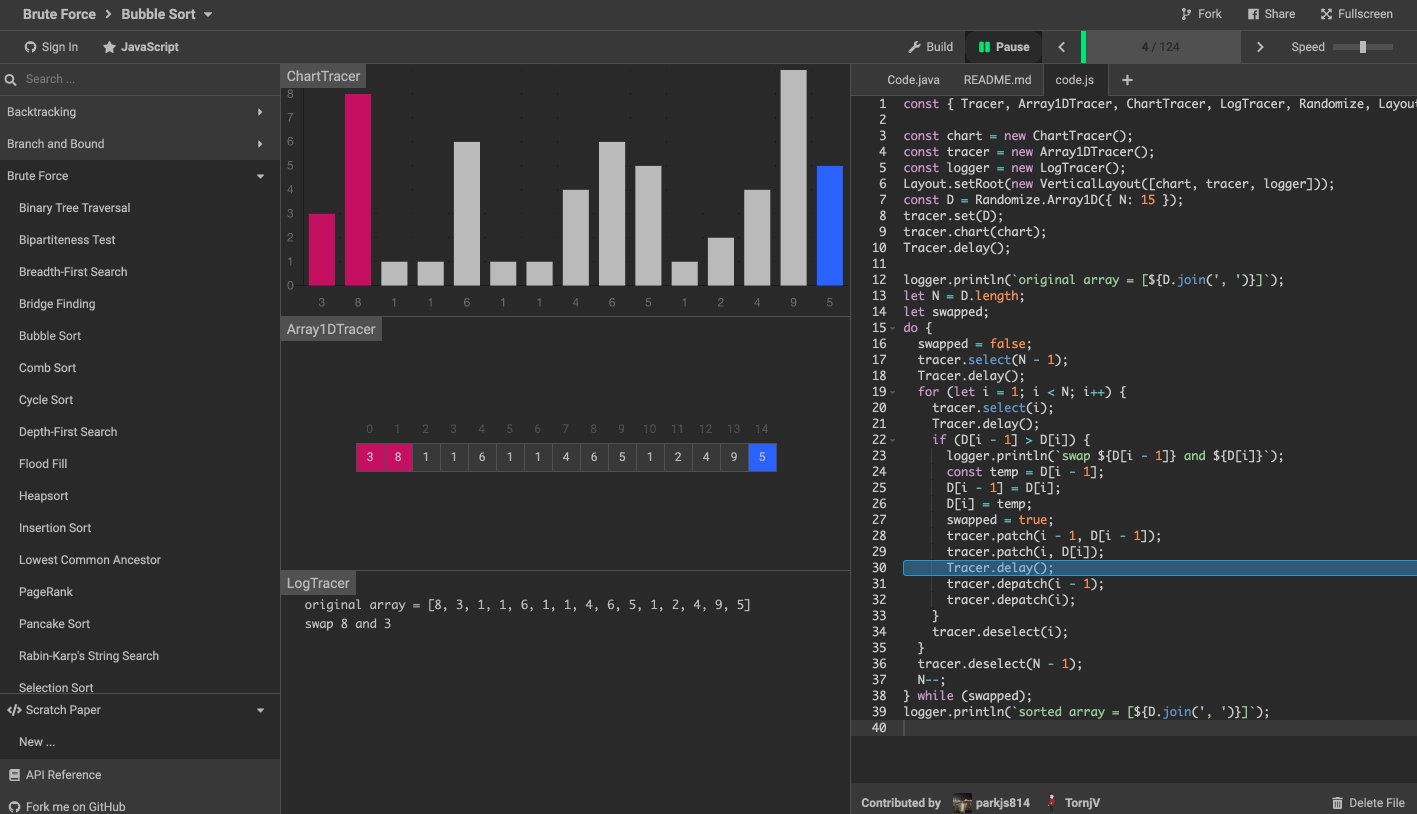 Brute Force > Bubble Sort
Fork Share Fullscreen
Sign In JavaScript
Build Pause 4 / 124 Speed
Search ...
Backtracking
Branch and Bound
Brute Force
Binary Tree Traversal
Bipartiteness Test
Breadth-First Search
Bridge Finding
Bubble Sort
Comb Sort
Cycle Sort
Depth-First Search
Flood Fill
Heapsort
Insertion Sort
Lowest Common Ancestor
PageRank
Pancake Sort
Rabin-Karp's String Search
Selection Sort
Scratch Paper
New ...
API Reference
Fork me on GitHub
ChartTracer
8
7
6
5
4
3
2
1
0
3 8 1 1 6 1 1 4 6 5 1 2 4 9 5
Array1DTracer
0 1 2 3 4 5 6 7 8 9 10 11 12 13 14
3 8 1 1 6 1 1 4 6 5 1 2 4 9 5
LogTracer
original array = [8, 3, 1, 1, 6, 1, 1, 4, 6, 5, 1, 2, 4, 9, 5]
swap 8 and 3
Code.java README.md code.js +
1 const { Tracer, Array1DTracer, ChartTracer, LogTracer, Randomize, Layou
2
3 const chart = new ChartTracer();
4 const tracer = new Array1DTracer();
5 const logger = new LogTracer();
6 Layout.setRoot(new VerticalLayout([chart, tracer, logger]));
7 const D = Randomize.Array1D({ N: 15 });
8 tracer.set(D);
9 tracer.chart(chart);
10 Tracer.delay();
11
12 logger.println(`original array = [${D.join(', ')}]`);
13 let N = D.length;
14 let swapped;
15 do {
16 swapped = false;
17 tracer.select(N - 1);
18 Tracer.delay();
19 for (let i = 1; i < N; i++) {
20 tracer.select(i);
21 Tracer.delay();
22 if (D[i - 1] > D[i]) {
23 logger.println(`swap ${D[i - 1]} and ${D[i]}`);
24 const temp = D[i - 1];
25 D[i - 1] = D[i];
26 D[i] = temp;
27 swapped = true;
28 tracer.patch(i - 1, D[i - 1]);
29 tracer.patch(i, D[i]);
30 Tracer.delay();
31 tracer.depatch(i - 1);
32 tracer.depatch(i);
33 }
34 tracer.deselect(i);
35 }
36 tracer.deselect(N - 1);
37 N--;
38 } while (swapped);
39 logger.println(`sorted array = [${D.join(', ')}]`);
40
Contributed by parkjs814 TornjV Delete File